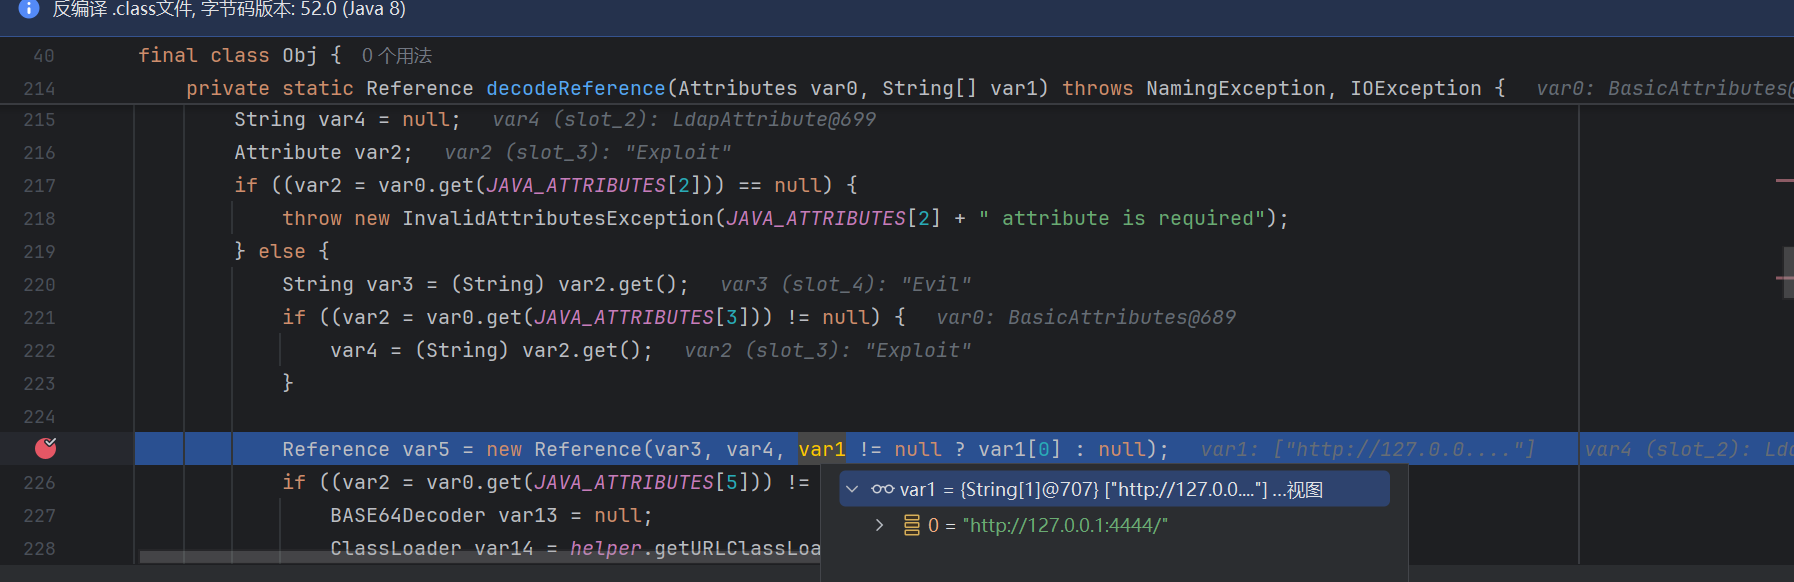 反编译 .class文件, 字节码版本: 52.0 (Java 8)
40 final class Obj { 0 个用法
214 private static Reference decodeReference(Attributes var0, String[] var1) throws NamingException, IOException { var0: BasicAttributes@
215 String var4 = null; var4 (slot_2): LdapAttribute@699
216 Attribute var2; var2 (slot_3): "Exploit"
217 if ((var2 = var0.get(JAVA_ATTRIBUTES[2])) == null) {
218 throw new InvalidAttributesException(JAVA_ATTRIBUTES[2] + " attribute is required");
219 } else {
220 String var3 = (String) var2.get(); var3 (slot_4): "Evil"
221 if ((var2 = var0.get(JAVA_ATTRIBUTES[3])) != null) { var0: BasicAttributes@689
222 var4 = (String) var2.get(); var2 (slot_3): "Exploit"
223 }
224
Reference var5 = new Reference(var3, var4, var1 != null ? var1[0] : null); var1: ["http://127.0.0...."] var4 (slot_2): Lda
226 if ((var2 = var0.get(JAVA_ATTRIBUTES[5])) !=
var1 = {String[1]@707} ["http://127.0.0...."] ...视图
227 BASE64Decoder var13 = null;
0 = "http://127.0.0.1:4444/"
228 ClassLoader var14 = helper.getURLClassLoa